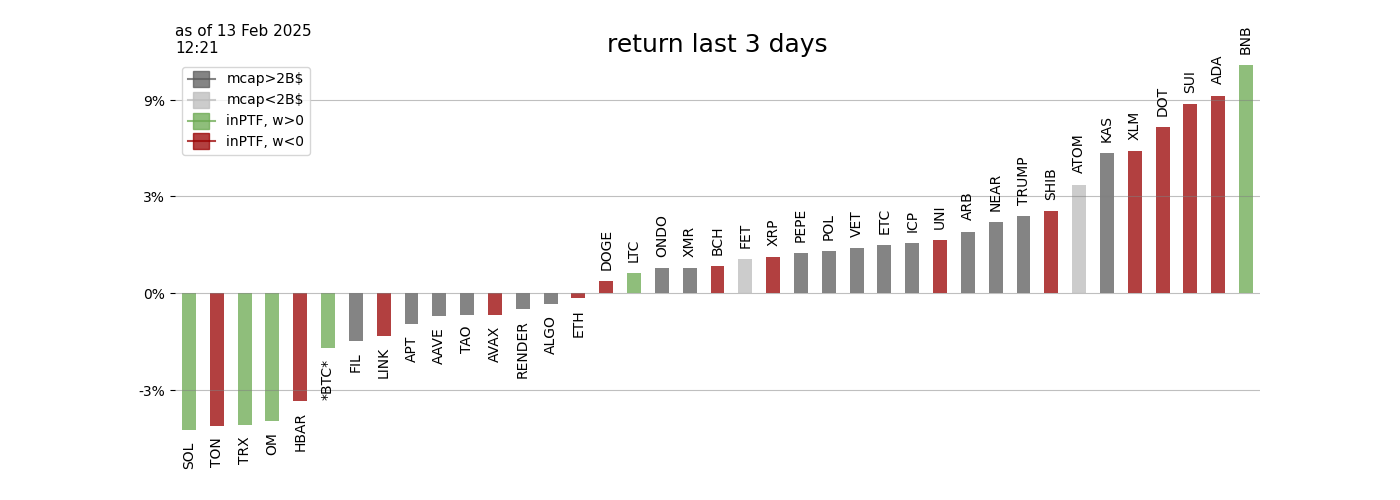 as of 13 Feb 2025
12:21
return last 3 days
mcap>2B$
mcap<2B$
inPTF, w>0
inPTF, w<0
9%
3%
0%
-3%
SOL
TON
TRX
OM
HBAR
*BTC*
FIL
LINK
APT
AAVE
TAO
AVAX
RENDER
ALGO
ETH
DOGE
LTC
ONDO
XMR
BCH
FET
XRP
PEPE
POL
VET
ETC
ICP
UNI
ARB
NEAR
TRUMP
SHIB
ATOM
KAS
XLM
DOT
SUI
ADA
BNB